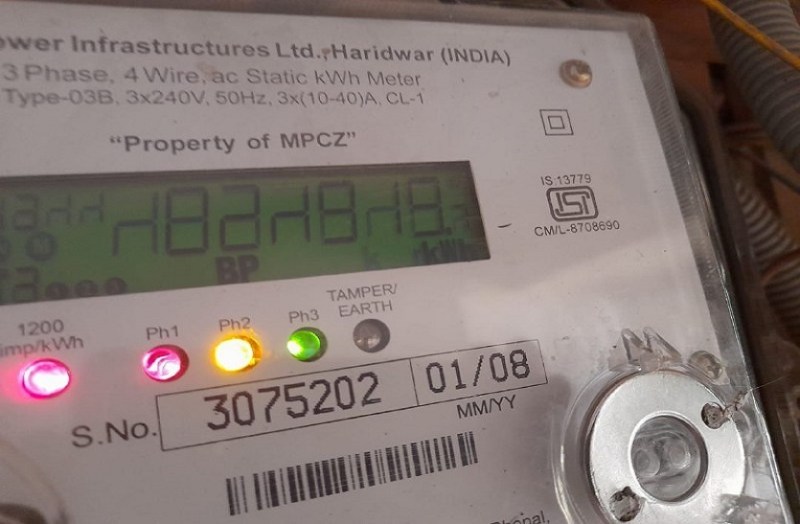 ower Infrastructures Ltd., Haridwar (INDIA)
3 Phase, 4 Wire, ac Static kWh Meter
Type-03B, 3x240V, 50Hz, 3x(10-40)A, CL-1
"Property of MPCZ"
IS:13779
ISI
CM/L-8708690
BP
TAMPER/
EARTH
1200
imp/kWh
Ph1
Ph2
Ph3
S.No. 3075202 01/08
MM/YY